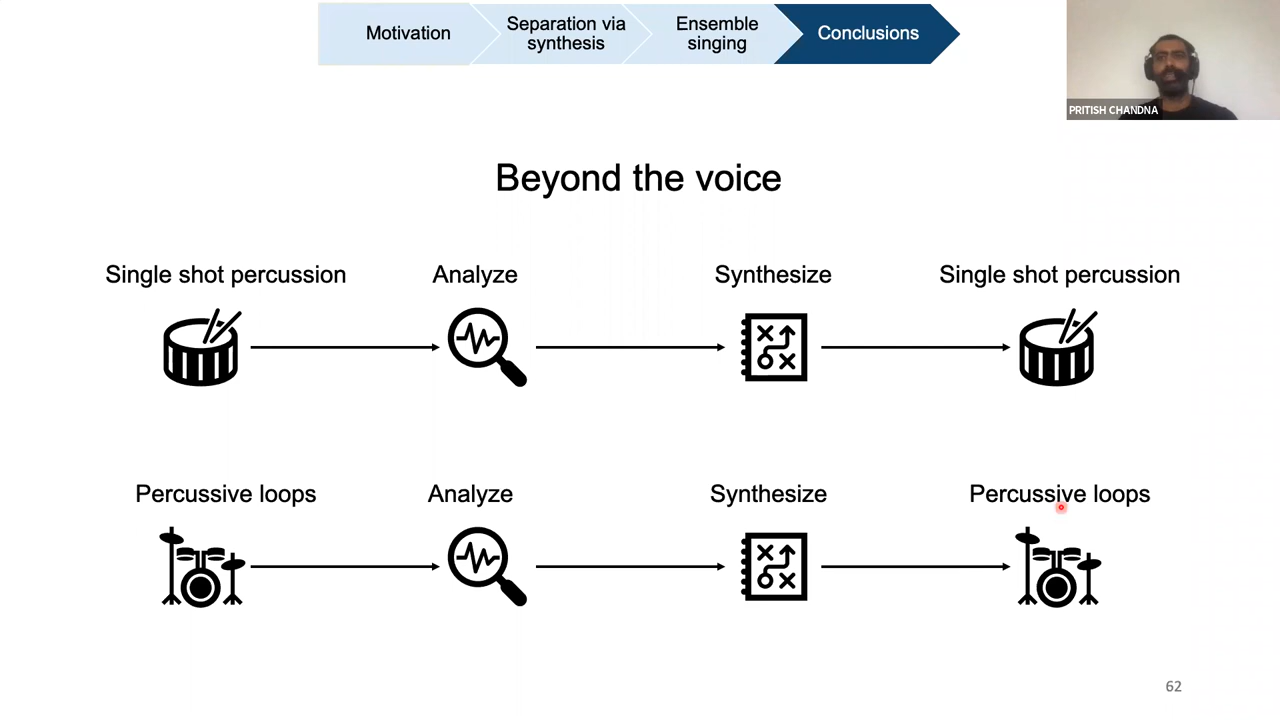 Motivation
Separation via
synthesis
Ensemble
singing
Conclusions
PRITISH CHANDNA
Beyond the voice
Single shot percussion
Analyze
Synthesize
Single shot percussion
Percussive loops
Analyze
Synthesize
Percussive loops
62